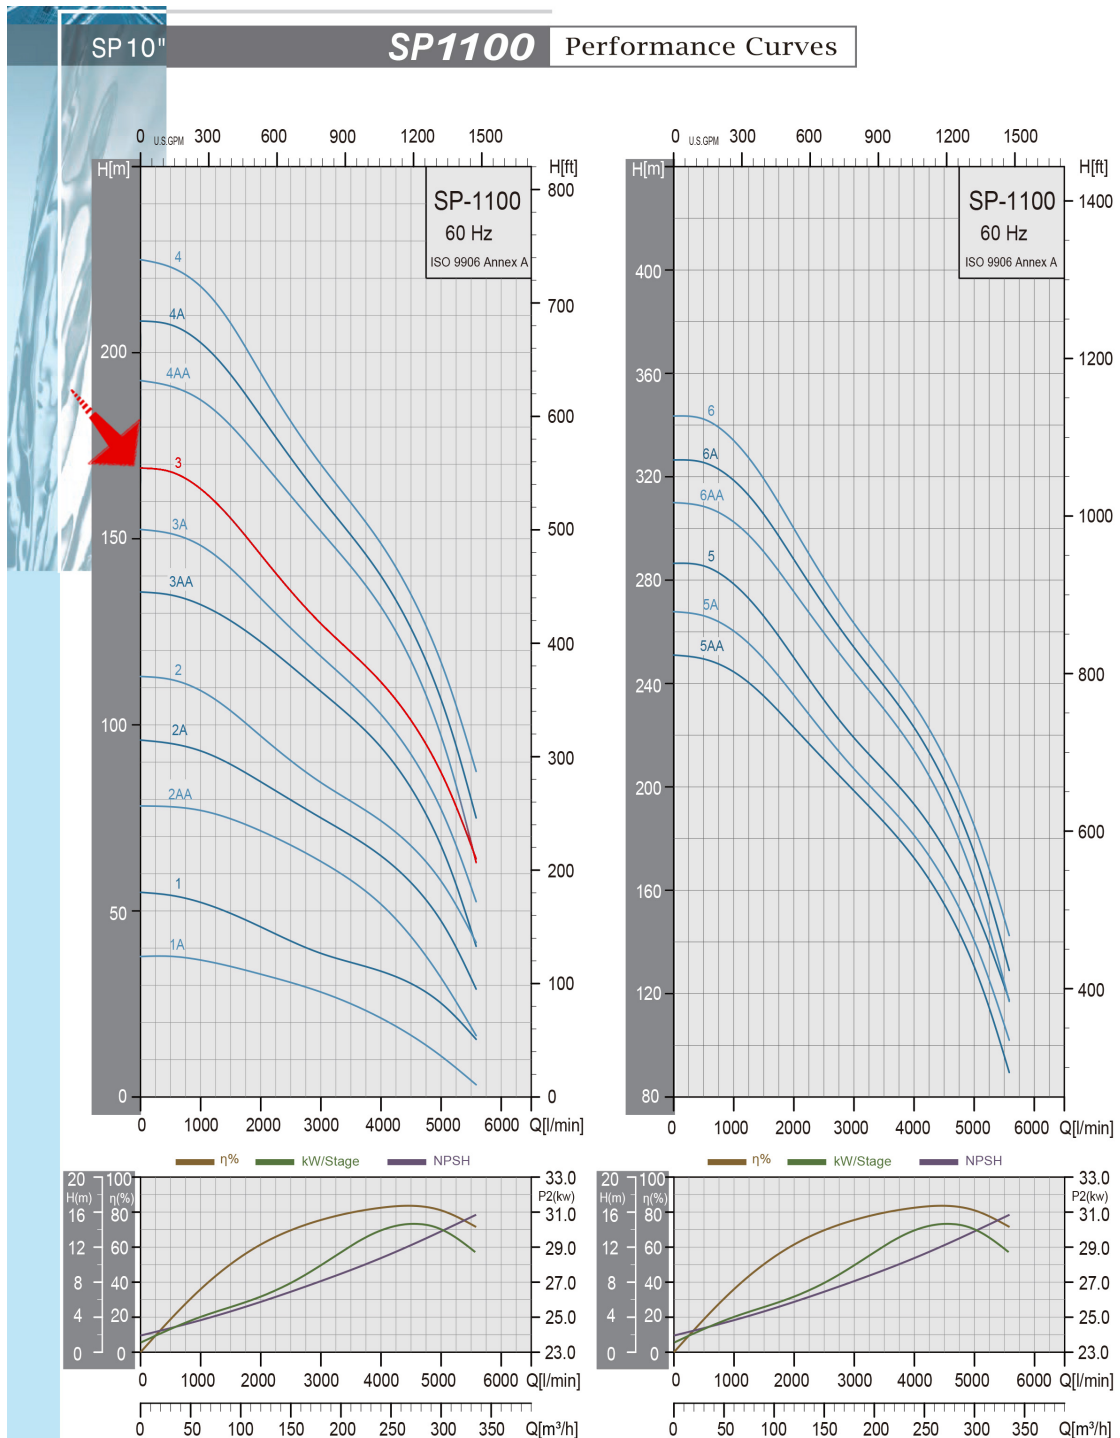 SP 10"
SP1100 Performance Curves
0 U.S.GPM 300 600 900 1200 1500
H[m]
H[ft]
SP-1100
60 Hz
ISO 9906 Annex A
200
150
100
50
0
800
700
600
500
400
300
200
100
0
4
4A
4AA
3
3A
3AA
2
2A
2AA
1
1A
0 1000 2000 3000 4000 5000 6000 Q[l/min]
0 U.S.GPM 300 600 900 1200 1500
H[m]
H[ft]
SP-1100
60 Hz
ISO 9906 Annex A
400
360
320
280
240
200
160
120
80
1400
1200
1000
800
600
400
6
6A
6AA
5
5A
5AA
0 1000 2000 3000 4000 5000 6000 Q[l/min]
η% kW/Stage NPSH
20 100 33.0
H(m) η(%) P2(kw)
16 80 31.0
12 60 29.0
8 40 27.0
4 20 25.0
0 0 23.0
0 1000 2000 3000 4000 5000 6000 Q[l/min]
0 50 100 150 200 250 300 350 Q[m³/h]
η% kW/Stage NPSH
20 100 33.0
H(m) η(%) P2(kw)
16 80 31.0
12 60 29.0
8 40 27.0
4 20 25.0
0 0 23.0
0 1000 2000 3000 4000 5000 6000 Q[l/min]
0 50 100 150 200 250 300 350 Q[m³/h]